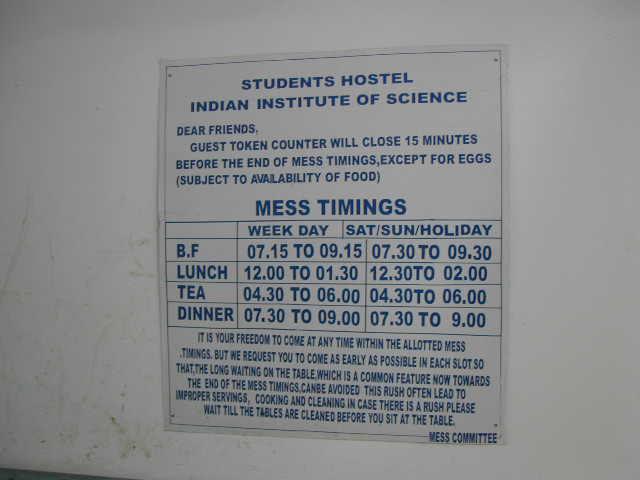 STUDENTS HOSTEL
INDIAN INSTITUTE OF SCIENCE
DEAR FRIENDS,
GUEST TOKEN COUNTER WILL CLOSE 15 MINUTES
BEFORE THE END OF MESS TIMINGS,EXCEPT FOR EGGS
(SUBJECT TO AVAILABILITY OF FOOD)
MESS TIMINGS
WEEK DAY SAT/SUN/HOLIDAY
B.F 07.15 TO 09.15 07.30 TO 09.30
LUNCH 12.00 TO 01.30 12.30 TO 02.00
TEA 04.30 TO 06.00 04.30 TO 06.00
DINNER 07.30 TO 09.00 07.30 TO 9.00
IT IS YOUR FREEDOM TO COME AT ANY TIME WITHIN THE ALLOTTED MESS
.TIMINGS. BUT WE REQUEST YOU TO COME AS EARLY AS POSSIBLE IN EACH SLOT.SO
THAT,THE LONG WAITING ON THE TABLE,WHICH IS A COMMON FEATURE NOW TOWARDS
THE END OF THE MESS TIMINGS,CANBE AVOIDED THIS RUSH OFTEN LEAD TO
IMPROPER SERVINGS, COOKING AND CLEANING IN CASE THERE IS A RUSH PLEASE
WAIT TILL THE TABLES ARE CLEANED BEFORE YOU SIT AT THE TABLE.
MESS COMMITTEE